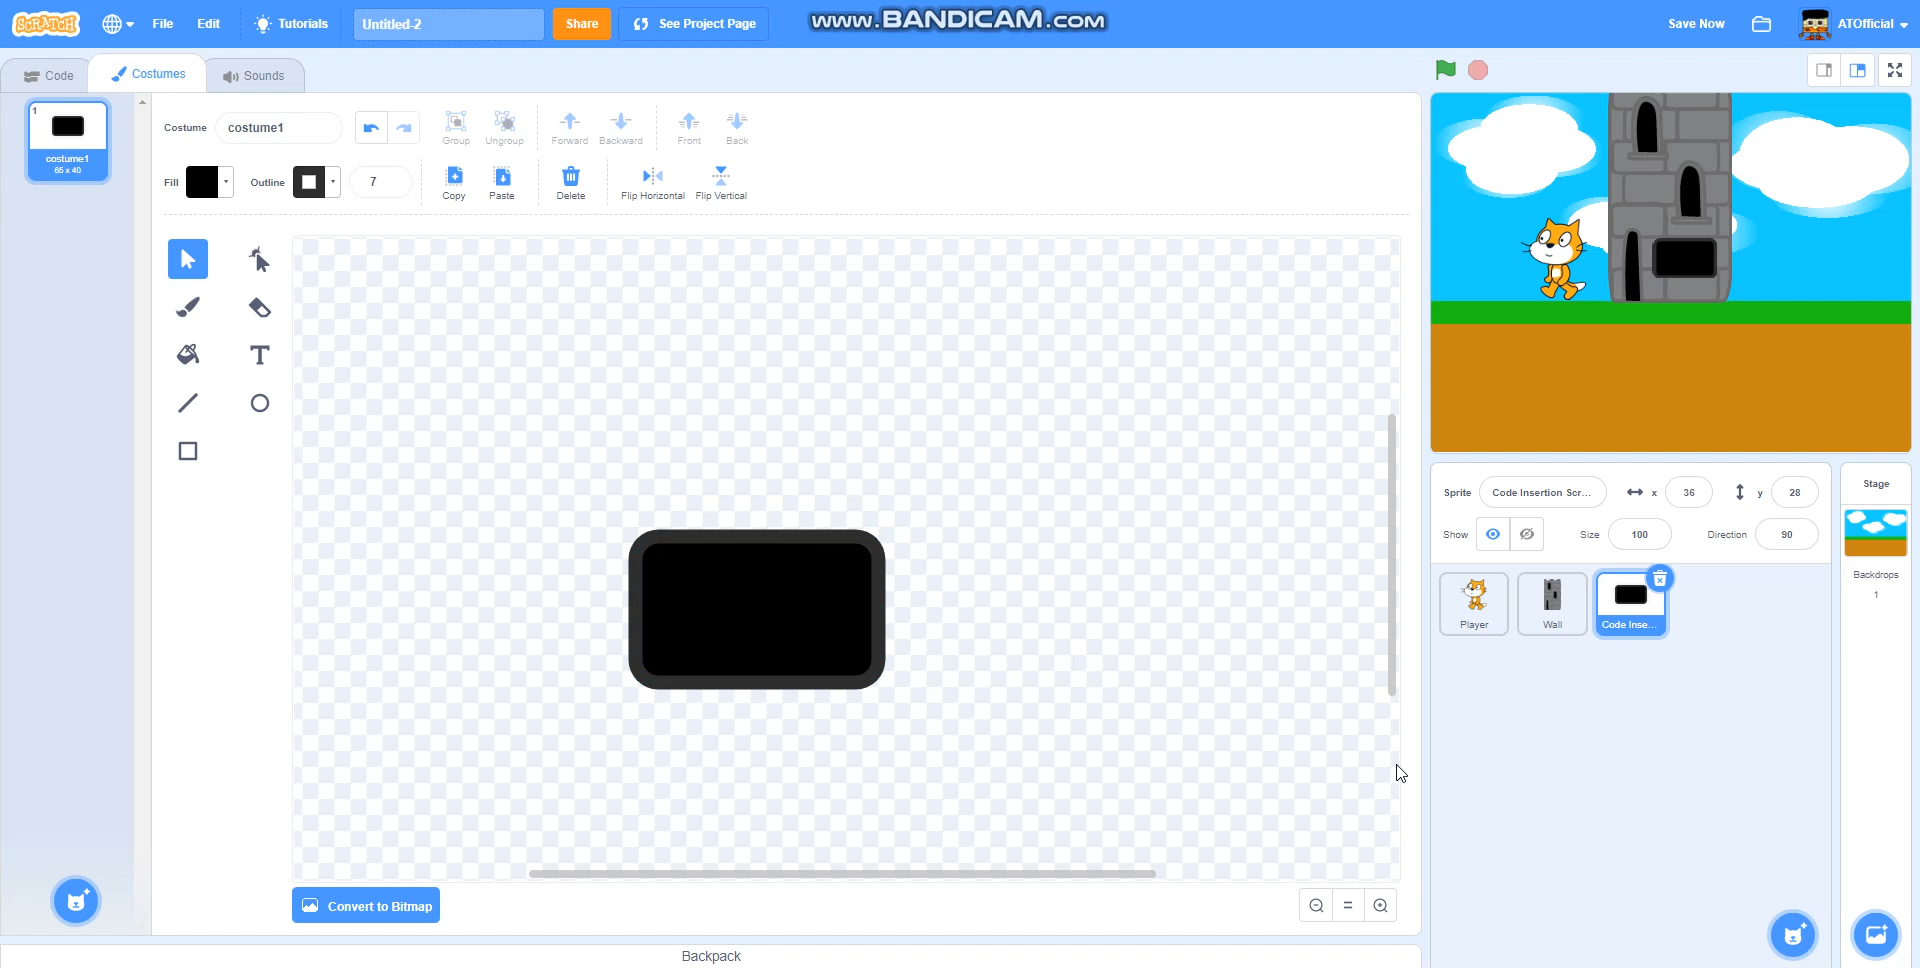 SCRATCH File Edit Tutorials Untitled-2 Share See Project Page www.BANDICAM.com Save Now ATOfficial
Code Costumes Sounds
1
costume1
65 x 40
Costume costume1 Group Ungroup Forward Backward Front Back
Fill Outline 7 Copy Paste Delete Flip Horizontal Flip Vertical
Convert to Bitmap
Backpack
Sprite Code Insertion Scr... x 36 y 28
Show Size 100 Direction 90
Player Wall Code Inse...
Stage
Backdrops
1